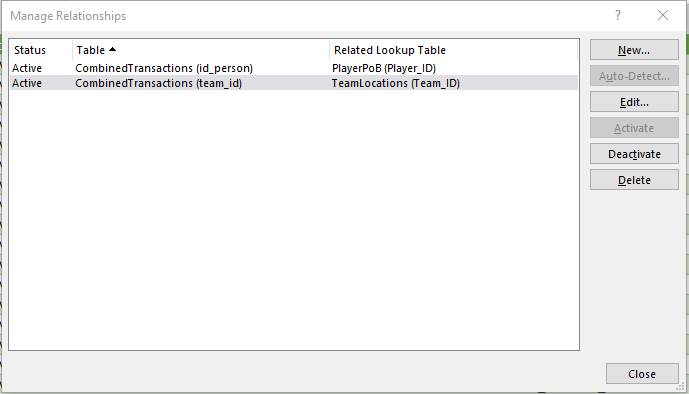 Manage Relationships ?
Status Table Related Lookup Table
Active CombinedTransactions (id_person) PlayerPoB (Player_ID)
Active CombinedTransactions (team_id) TeamLocations (Team_ID)
New...
Auto-Detect...
Edit...
Activate
Deactivate
Delete
Close